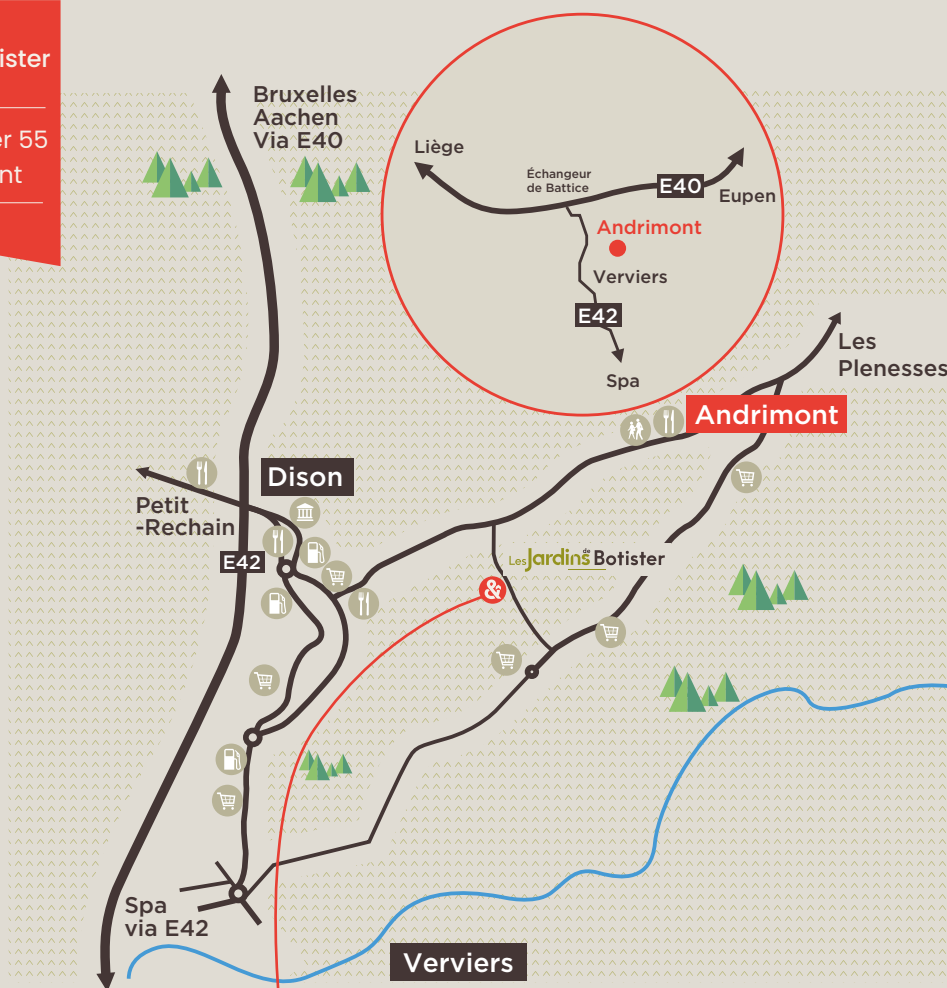 ister
er 55
nt
Bruxelles
Aachen
Via E40
Liège
Échangeur
de Battice
E40
Eupen
Andrimont
Verviers
E42
Spa
Les
Plenesses
Andrimont
Dison
Petit
-Rechain
E42
Les Jardins de Botister
&
Spa
via E42
Verviers